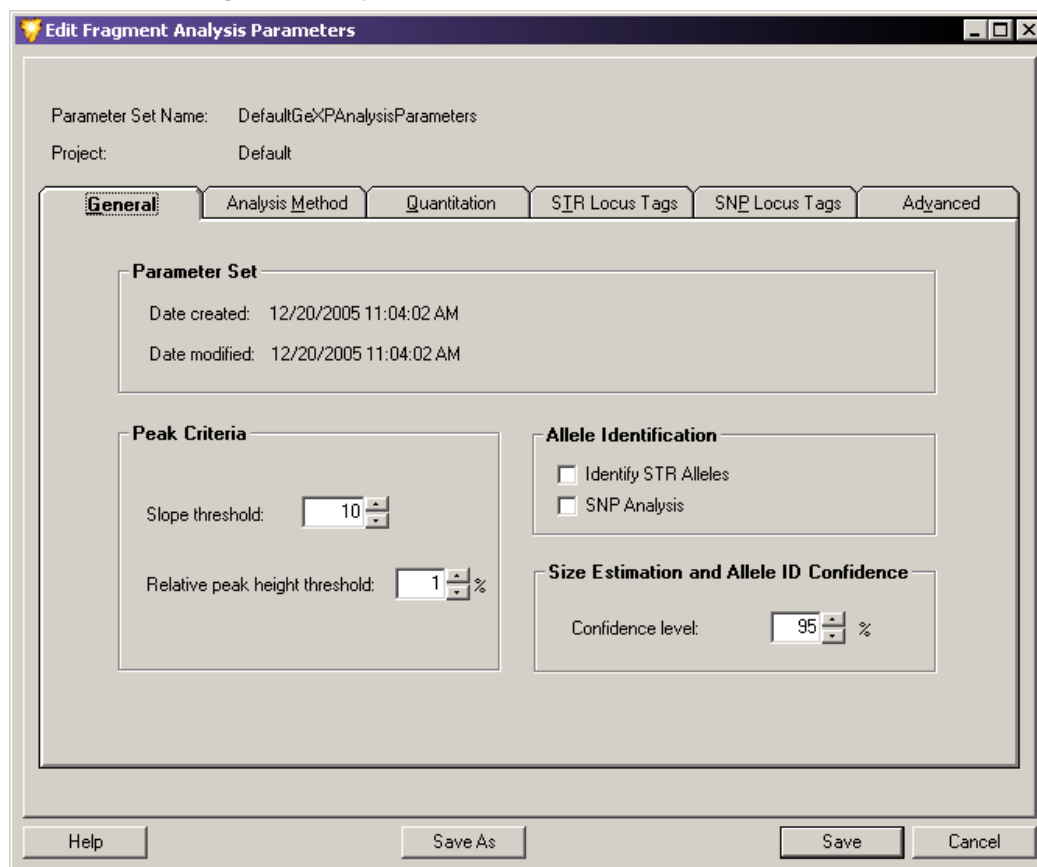 Edit Fragment Analysis Parameters
Parameter Set Name: DefaultGeXPAnalysisParameters
Project: Default
General Analysis Method Quantitation STR Locus Tags SNP Locus Tags Advanced
Parameter Set
Date created: 12/20/2005 11:04:02 AM
Date modified: 12/20/2005 11:04:02 AM
Peak Criteria
Slope threshold: 10
Relative peak height threshold: 1 %
Allele Identification
Identify STR Alleles
SNP Analysis
Size Estimation and Allele ID Confidence
Confidence level: 95 %
Help Save As Save Cancel